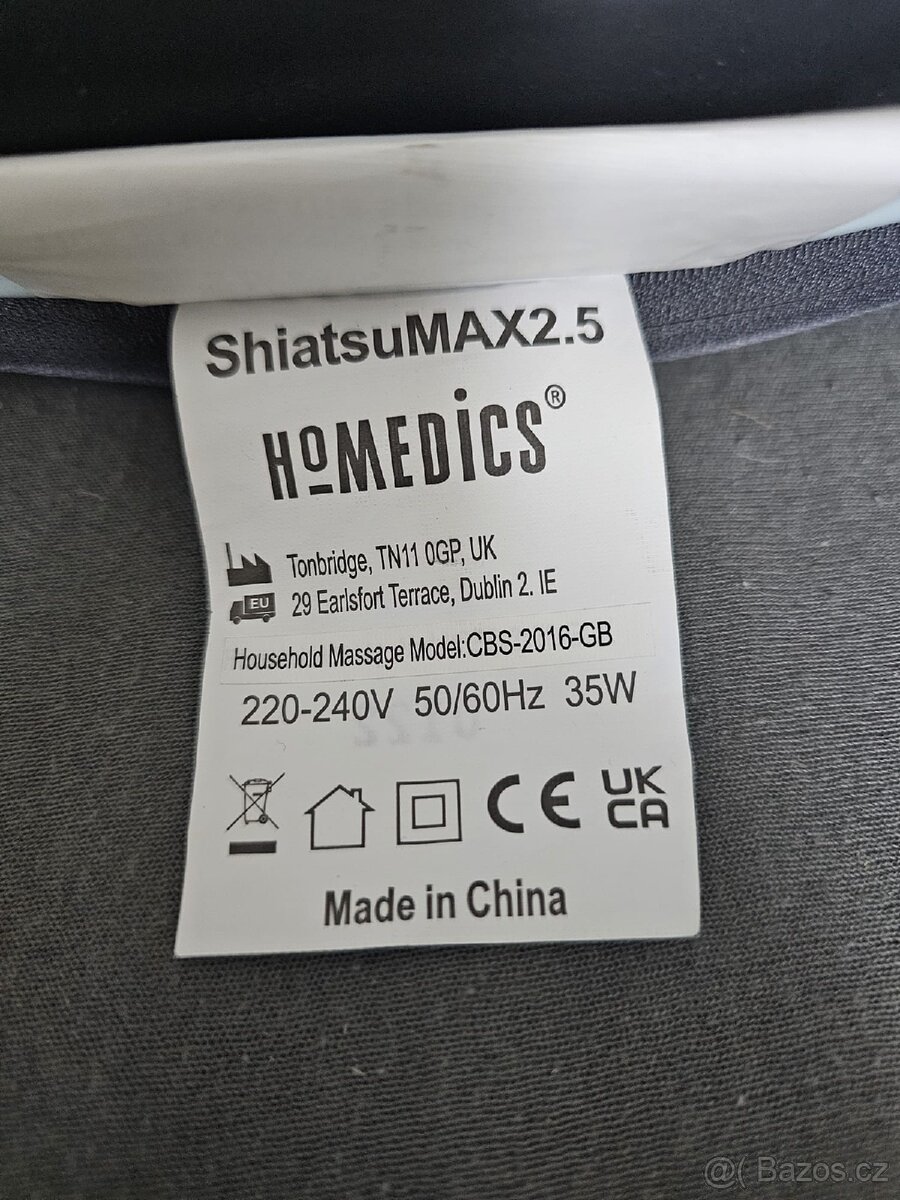 ShiatsuMAX2.5
HoMEDiCS®
Tonbridge, TN11 0GP, UK
EU 29 Earlsfort Terrace, Dublin 2. IE
Household Massage Model:CBS-2016-GB
220-240V 50/60Hz 35W
CE UK
CA
Made in China
@( Bazos.cz